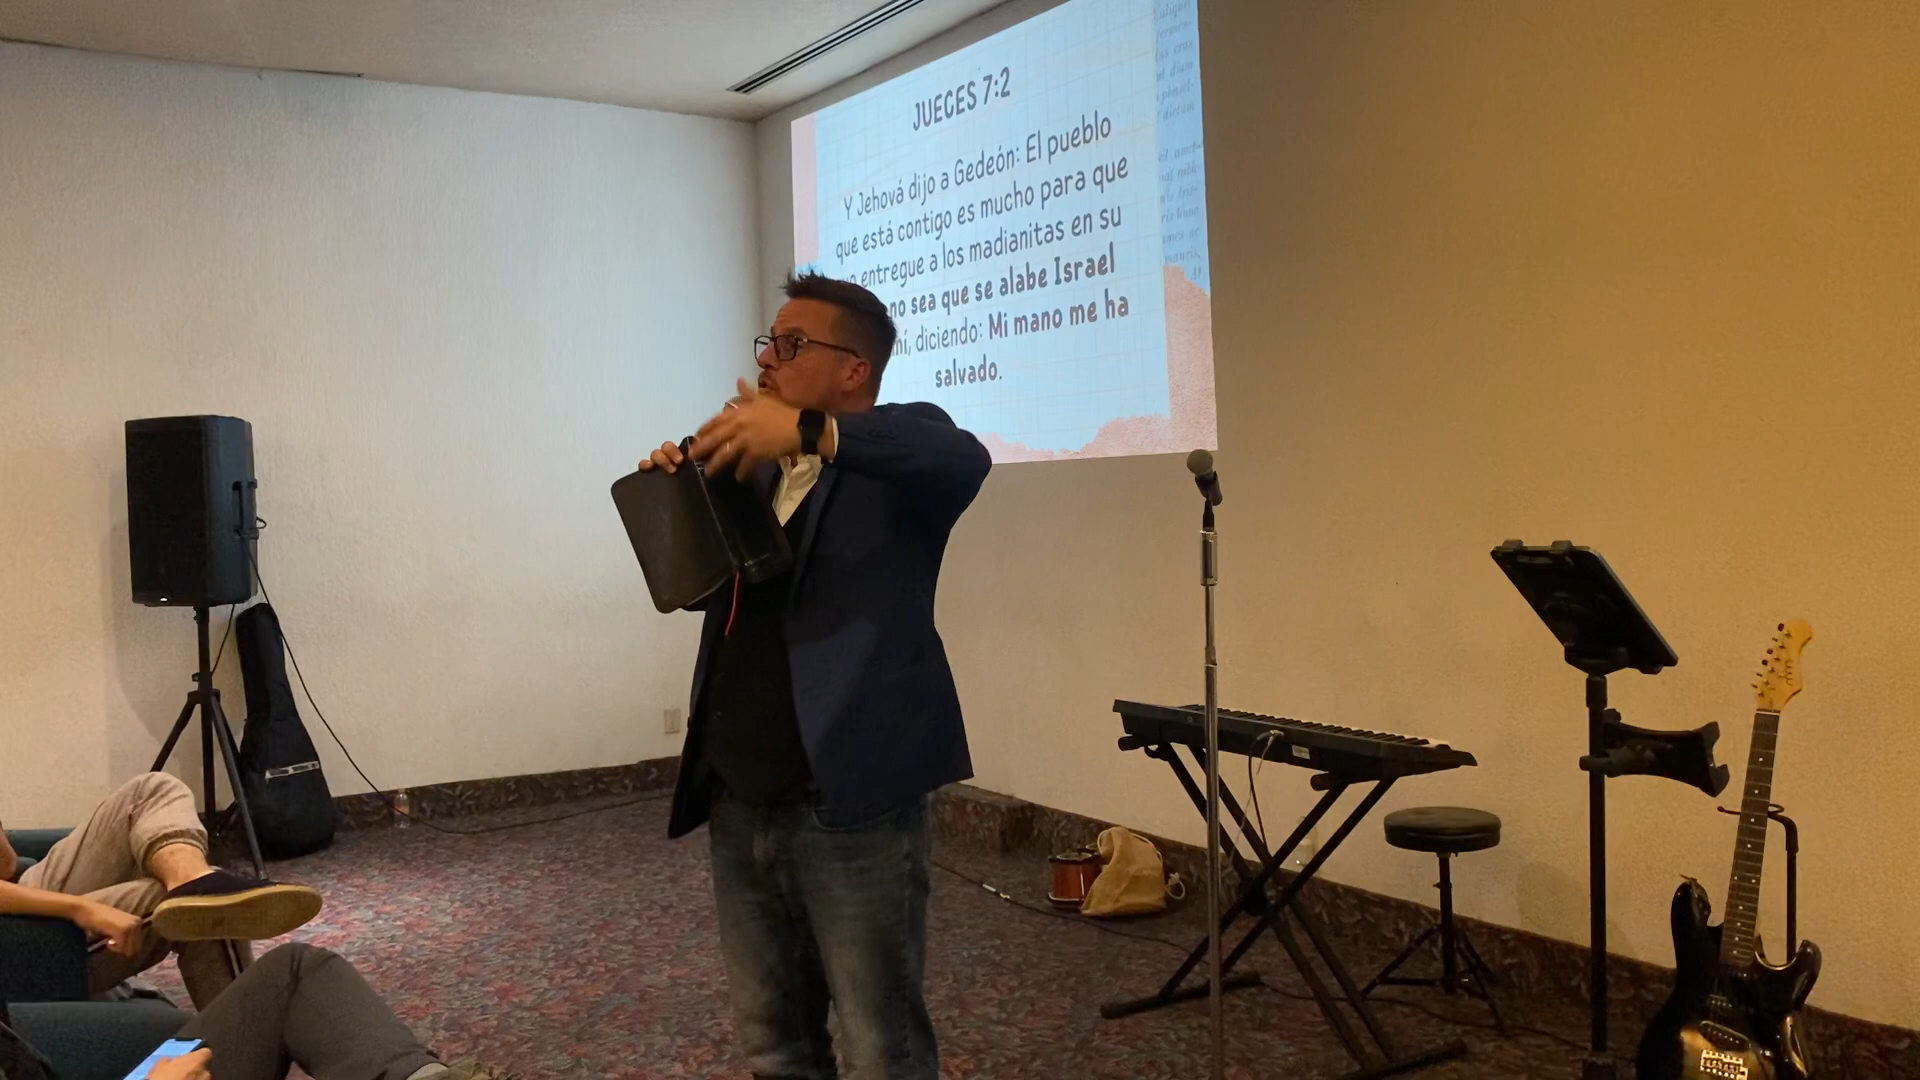 JUECES 7:2
Y Jehová dijo a Gedeón: El pueblo
que está contigo es mucho para que
entregue a los madianitas en su
no sea que se alabe Israel
diciendo: Mi mano me ha
salvado.